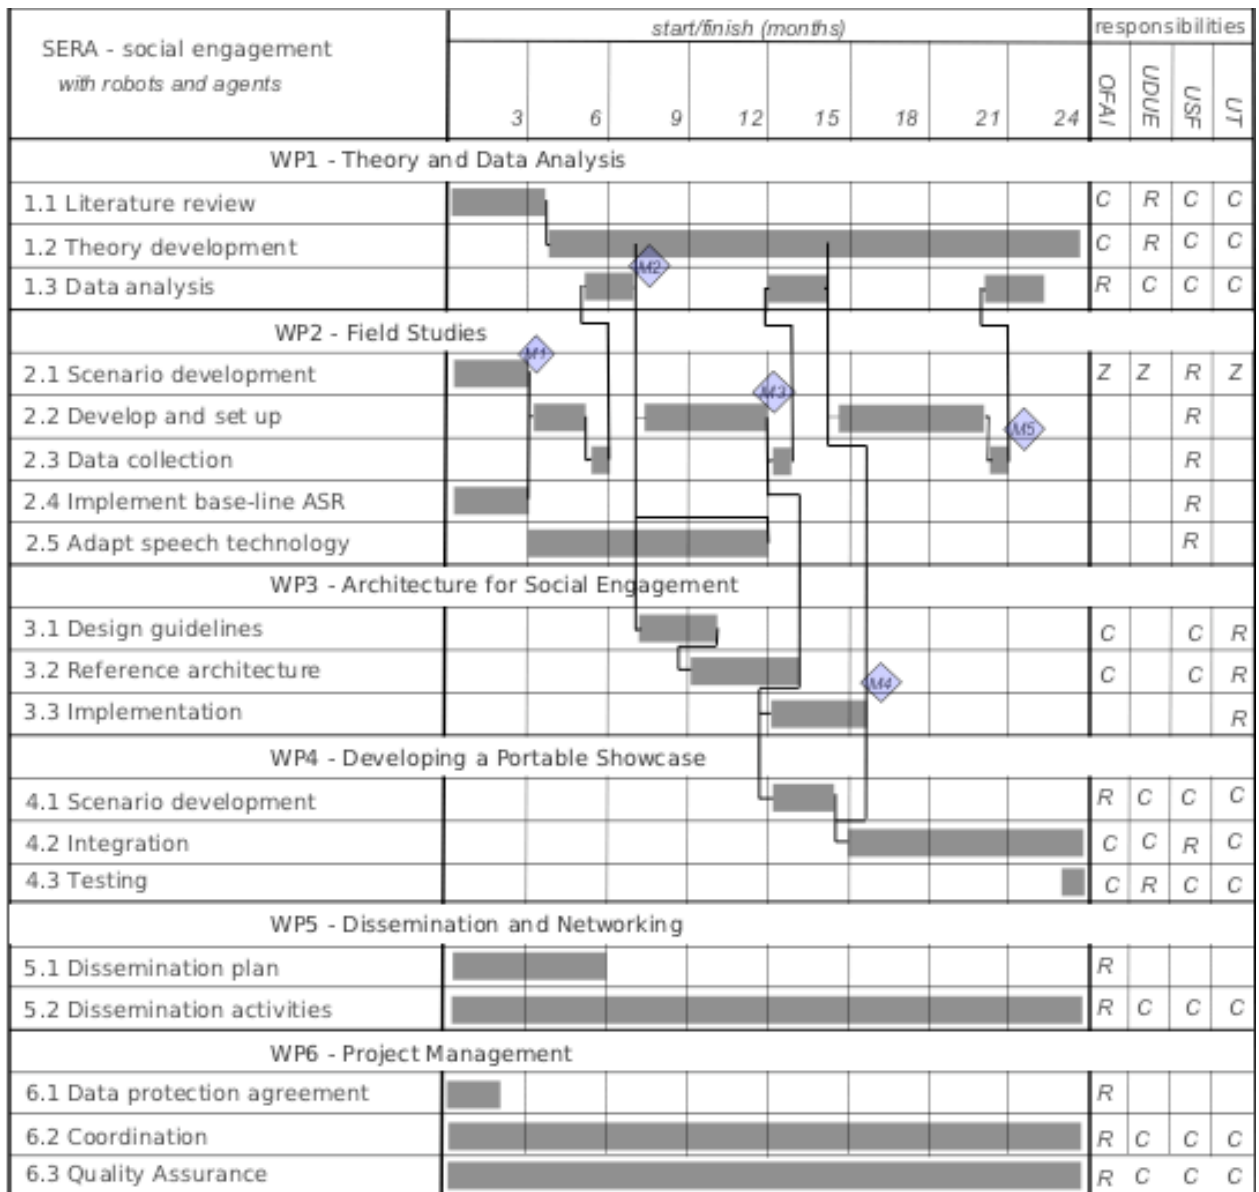 SERA - social engagement
with robots and agents
start/finish (months)
responsibilities
3 6 9 12 15 18 21 24
OFAI UDUE USF UT
WP1 - Theory and Data Analysis
1.1 Literature review C R C C
1.2 Theory development C R C C
M2
1.3 Data analysis R C C C
WP2 - Field Studies
M1
2.1 Scenario development Z Z R Z
M3
2.2 Develop and set up R
M5
2.3 Data collection R
2.4 Implement base-line ASR R
2.5 Adapt speech technology R
WP3 - Architecture for Social Engagement
3.1 Design guidelines C C R
3.2 Reference architecture C C R
M4
3.3 Implementation R
WP4 - Developing a Portable Showcase
4.1 Scenario development R C C C
4.2 Integration C C R C
4.3 Testing C R C C
WP5 - Dissemination and Networking
5.1 Dissemination plan R
5.2 Dissemination activities R C C C
WP6 - Project Management
6.1 Data protection agreement R
6.2 Coordination R C C C
6.3 Quality Assurance R C C C